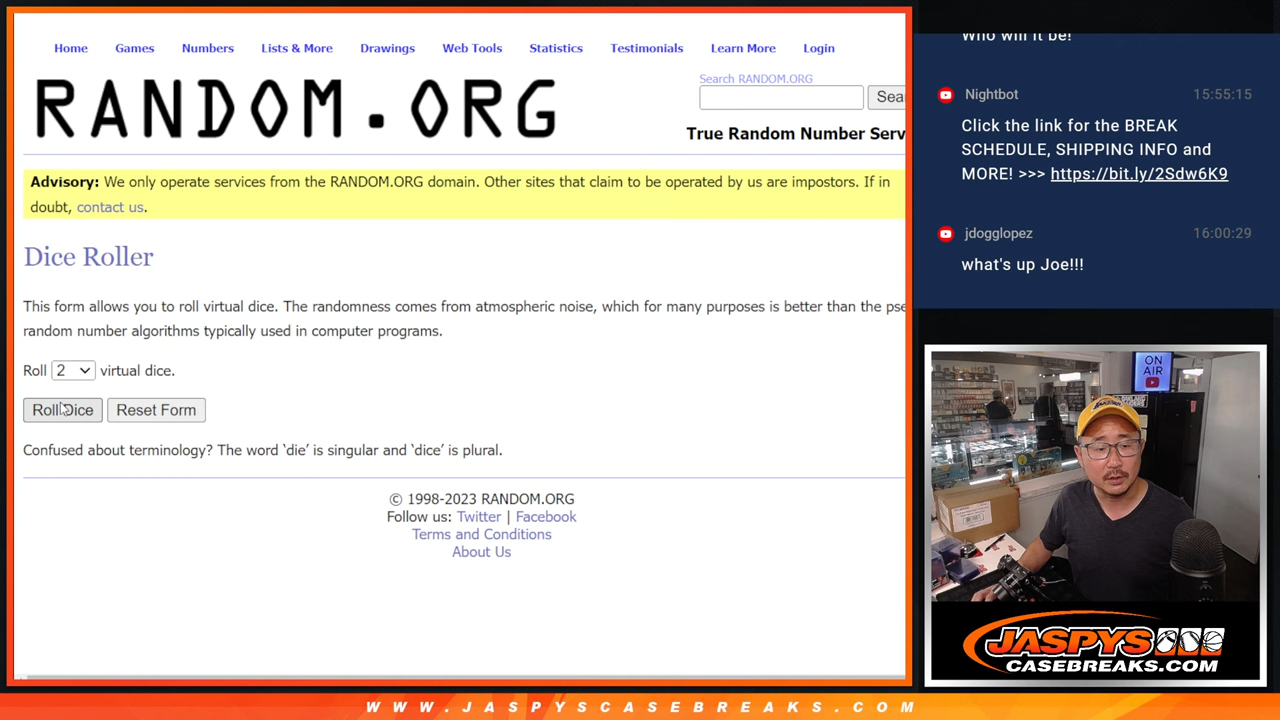 Home Games Numbers Lists & More Drawings Web Tools Statistics Testimonials Learn More Login
RANDOM.ORG
Search RANDOM.ORG
Sea
True Random Number Serv
Advisory: We only operate services from the RANDOM.ORG domain. Other sites that claim to be operated by us are impostors. If in
doubt, contact us.
Dice Roller
This form allows you to roll virtual dice. The randomness comes from atmospheric noise, which for many purposes is better than the pse
random number algorithms typically used in computer programs.
Roll 2 virtual dice.
Roll Dice Reset Form
Confused about terminology? The word ‘die’ is singular and ‘dice’ is plural.
© 1998-2023 RANDOM.ORG
Follow us: Twitter | Facebook
Terms and Conditions
About Us
Who will it be!
Nightbot 15:55:15
Click the link for the BREAK
SCHEDULE, SHIPPING INFO and
MORE! >>> https://bit.ly/2Sdw6K9
jdogglopez 16:00:29
what's up Joe!!!
ON
AIR
JASPYS
CASEBREAKS.COM
WWW.JASPYSCASEBREAKS.COM